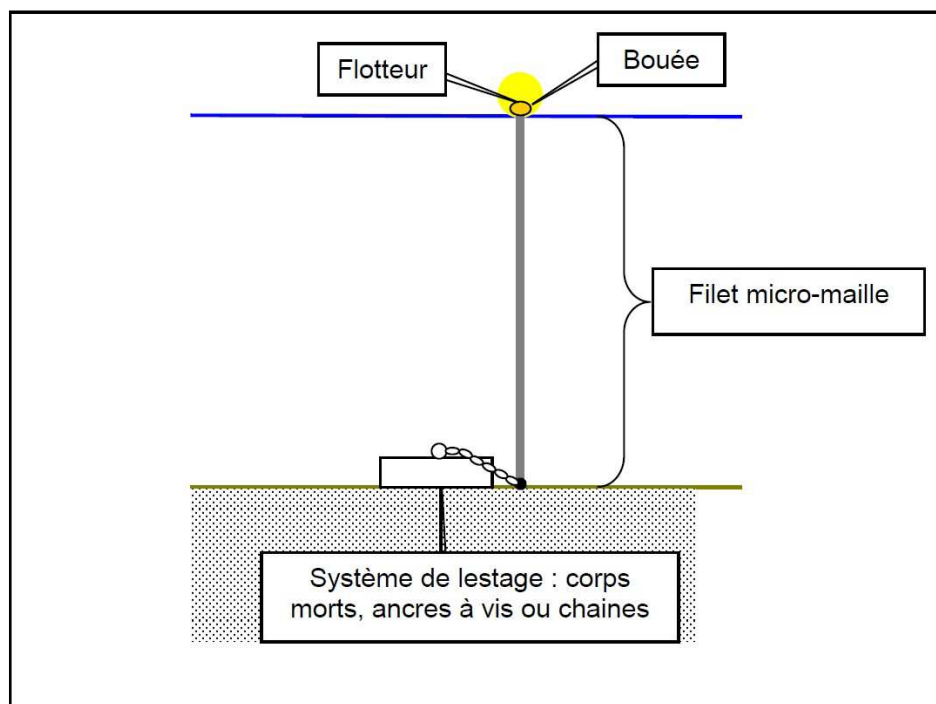 Flotteur
Bouée
Filet micro-maille
Système de lestage : corps
morts, ancres à vis ou chaines